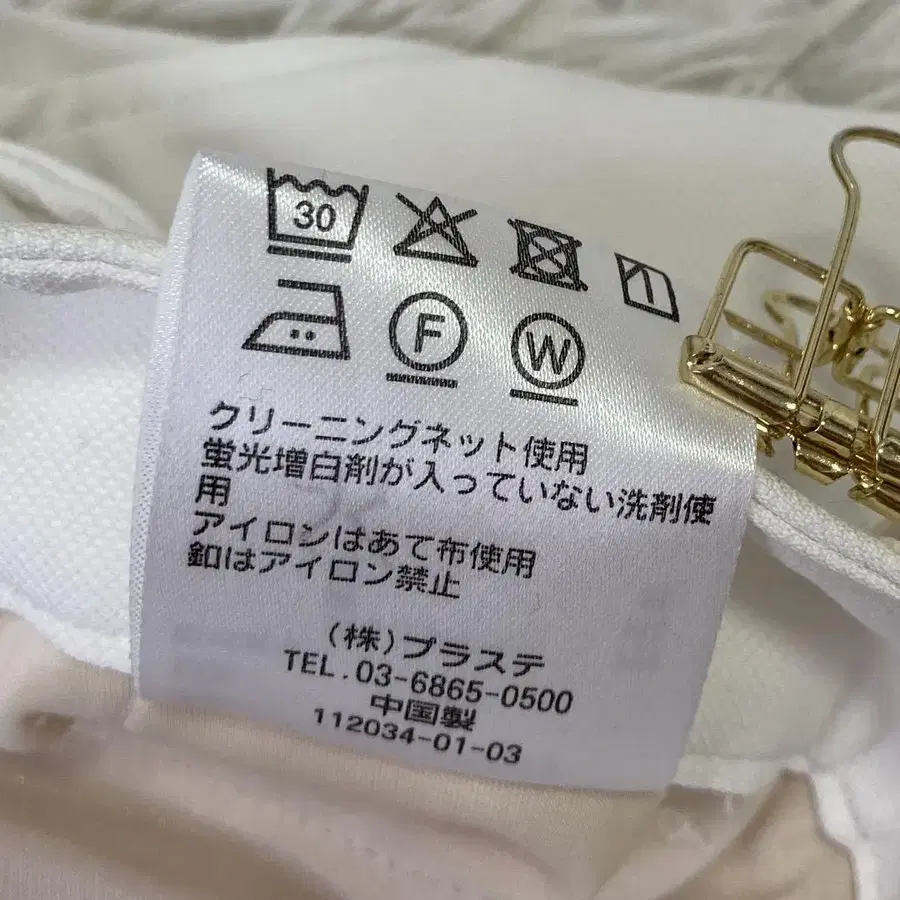 30
F W
クリーニングネット使用
蛍光増白剤が入っていない洗剤使
用
アイロンはあて布使用
釦はアイロン禁止
(株)プラステ
TEL.03-6865-0500
中国製
112034-01-03